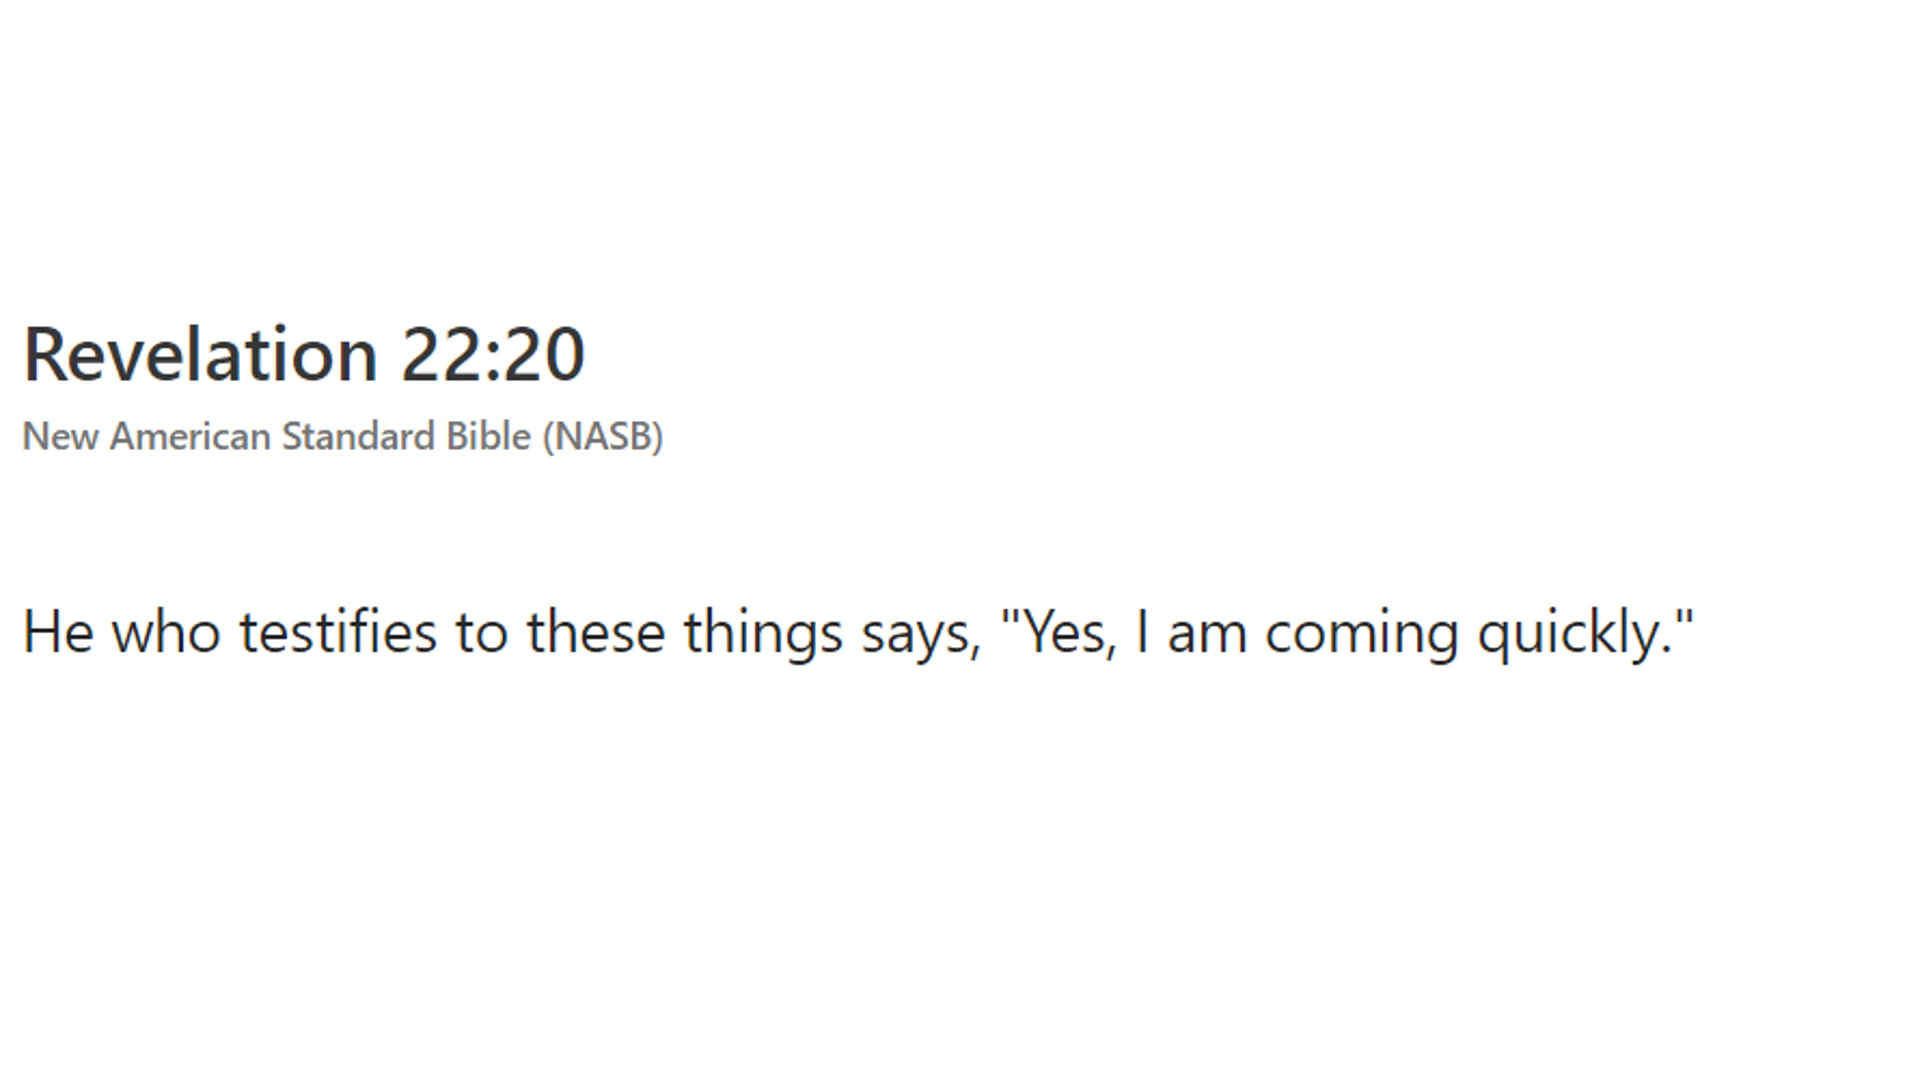 Revelation 22:20
New American Standard Bible (NASB)
He who testifies to these things says, "Yes, I am coming quickly."